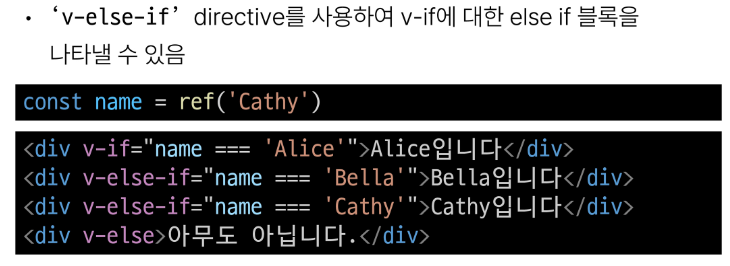 • ‘v-else-if’ directive를 사용하여 v-if에 대한 else if 블록을
나타낼 수 있음
const name = ref('Cathy')
<div v-if="name === 'Alice'">Alice입니다</div>
<div v-else-if="name === 'Bella'">Bella입니다</div>
<div v-else-if="name === 'Cathy'">Cathy입니다</div>
<div v-else>아무도 아닙니다.</div>